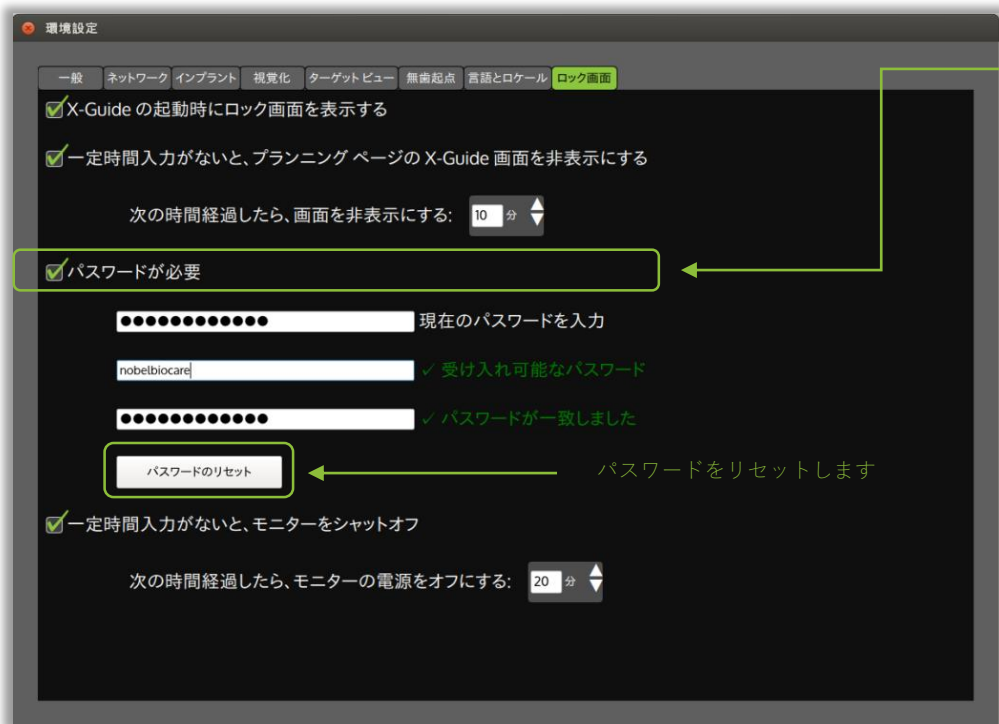 環境設定
一般 ネットワーク インプラント 視覚化 ターゲットビュー 無歯起点 言語とロケール ロック画面
X-Guide の起動時にロック画面を表示する
一定時間入力がないと、プランニング ページの X-Guide 画面を非表示にする
次の時間経過したら、画面を非表示にする: 10 分
パスワードが必要
●●●●●●●●●●●● 現在のパスワードを入力
nobelbiocare ✓ 受け入れ可能なパスワード
●●●●●●●●●●●● ✓ パスワードが一致しました
パスワードのリセット パスワードをリセットします
一定時間入力がないと、モニターをシャットオフ
次の時間経過したら、モニターの電源をオフにする: 20 分